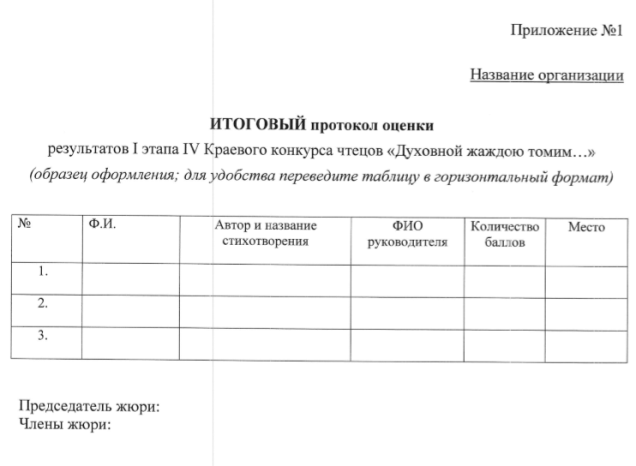 Приложение №1
Название организации
ИТОГОВЫЙ протокол оценки
результатов I этапа IV Краевого конкурса чтецов «Духовной жаждою томим…»
(образец оформления; для удобства переведите таблицу в горизонтальный формат)
№ Ф.И. Автор и название стихотворения ФИО руководителя Количество баллов Место
1.
2.
3.
Председатель жюри:
Члены жюри: